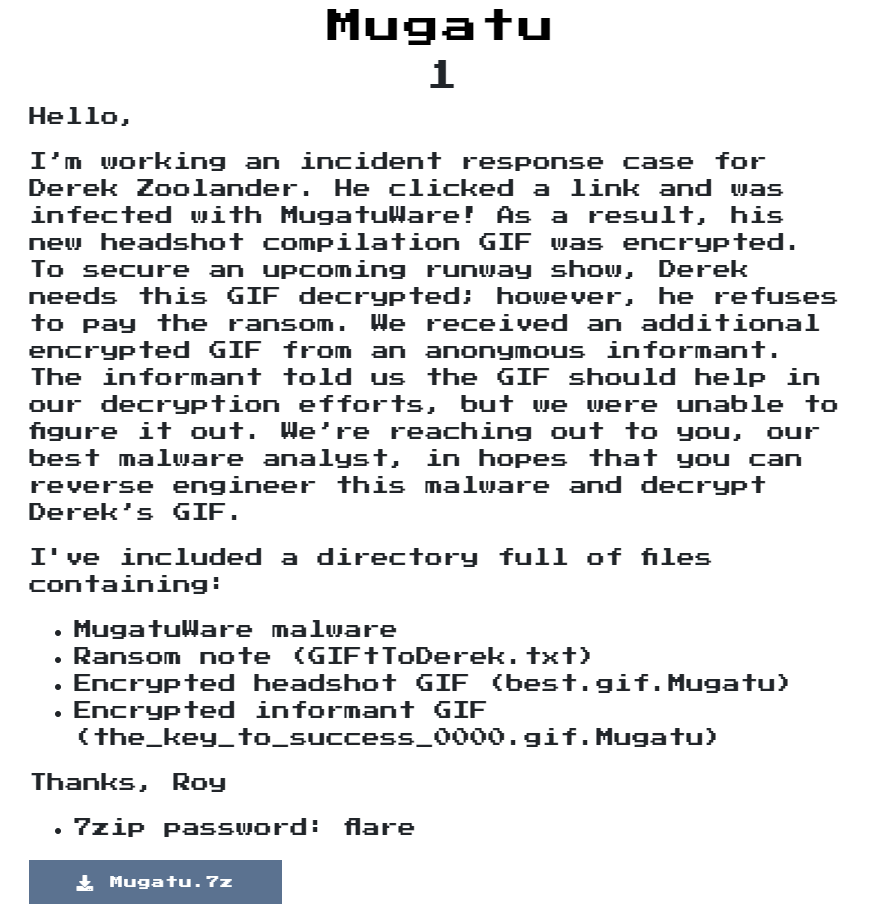 Mugatu
1
Hello,
I’m working an incident response case for
Derek Zoolander. He clicked a link and was
infected with MugatuWare! As a result, his
new headshot compilation GIF was encrypted.
To secure an upcoming runway show, Derek
needs this GIF decrypted; however, he refuses
to pay the ransom. We received an additional
encrypted GIF from an anonymous informant.
The informant told us the GIF should help in
our decryption efforts, but we were unable to
figure it out. We’re reaching out to you, our
best malware analyst, in hopes that you can
reverse engineer this malware and decrypt
Derek’s GIF.
I've included a directory full of files
containing:
• MugatuWare malware
• Ransom note (GIFtToDerek.txt)
• Encrypted headshot GIF (best.gif.Mugatu)
• Encrypted informant GIF
(the_key_to_success_0000.gif.Mugatu)
Thanks, Roy
• 7zip password: flare
Mugatu.7z